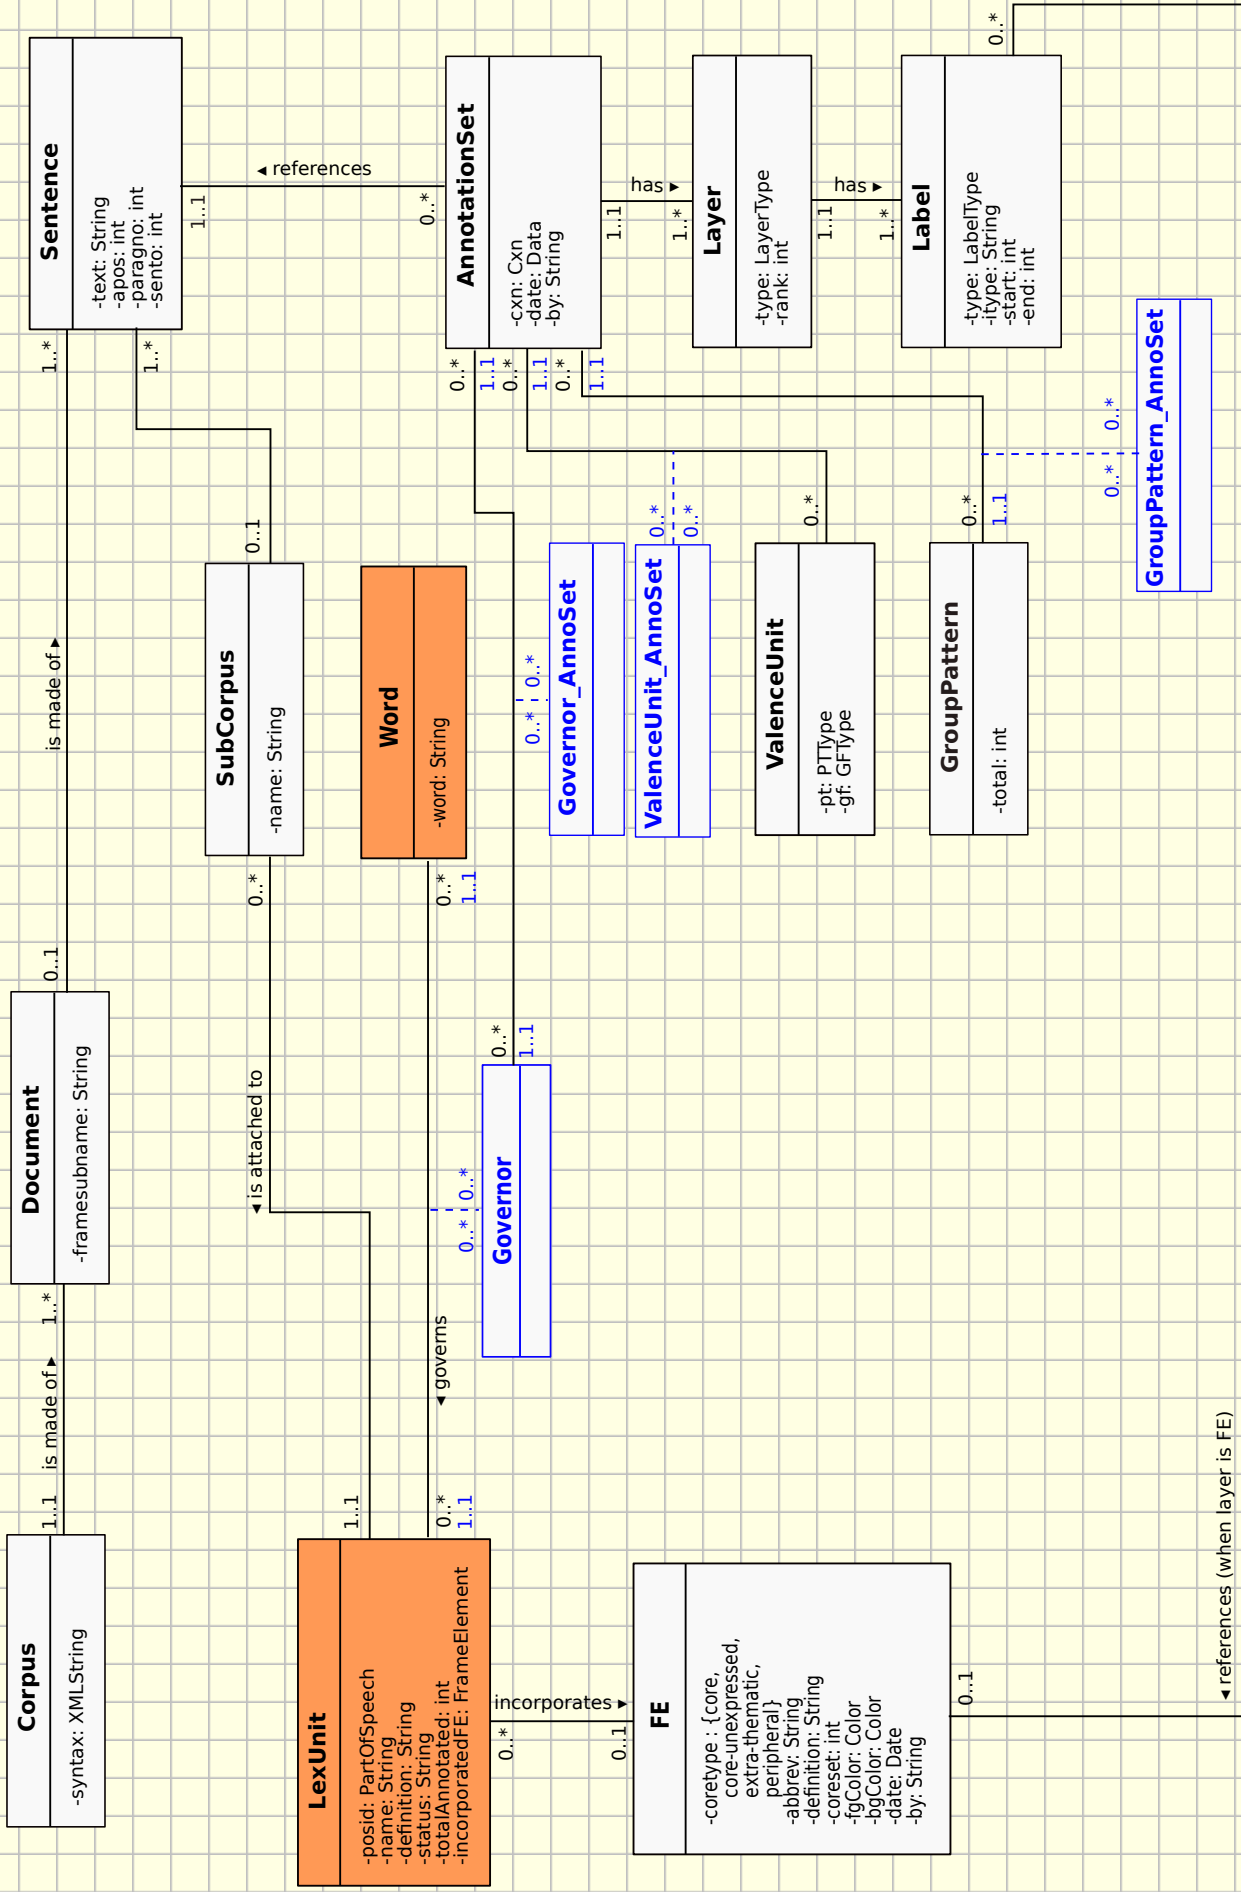 Corpus
-syntax: XMLString
1..1
is made of ►
1..*
Document
-framesubname: String
0..1
is made of ►
1..*
Sentence
-text: String
-apos: int
-paragno: int
-sento: int
1..*
1..1
◄ references
0..*
SubCorpus
-name: String
0..1
0..*
◄ is attached to
1..1
LexUnit
-posid: PartOfSpeech
-name: String
-definition: String
-status: String
-totalAnnotated: int
-incorporatedFE: FrameElement
0..*
1..1
◄ governs
Word
-word: String
0..*
1..1
0..*
0..*
Governor
0..*
1..1
0..*
0..*
Governor_AnnoSet
AnnotationSet
-cxn: Cxn
-date: Data
-by: String
0..*
1..1
0..*
1..1
0..*
1..1
1..1
has ►
1..*
Layer
-type: LayerType
-rank: int
1..1
has ►
1..*
Label
-type: LabelType
-itype: String
-start: int
-end: int
0..*
ValenceUnit_AnnoSet
0..*
0..*
ValenceUnit
-pt: PTType
-gf: GFType
0..*
GroupPattern
-total: int
0..*
1..1
0..*
0..*
GroupPattern_AnnoSet
incorporates ►
0..*
0..1
FE
-coretype : {core,
core-unexpressed,
extra-thematic,
peripheral}
-abbrev: String
-definition: String
-coreset: int
-fgColor: Color
-bgColor: Color
-date: Date
-by: String
0..1
◄ references (when layer is FE)